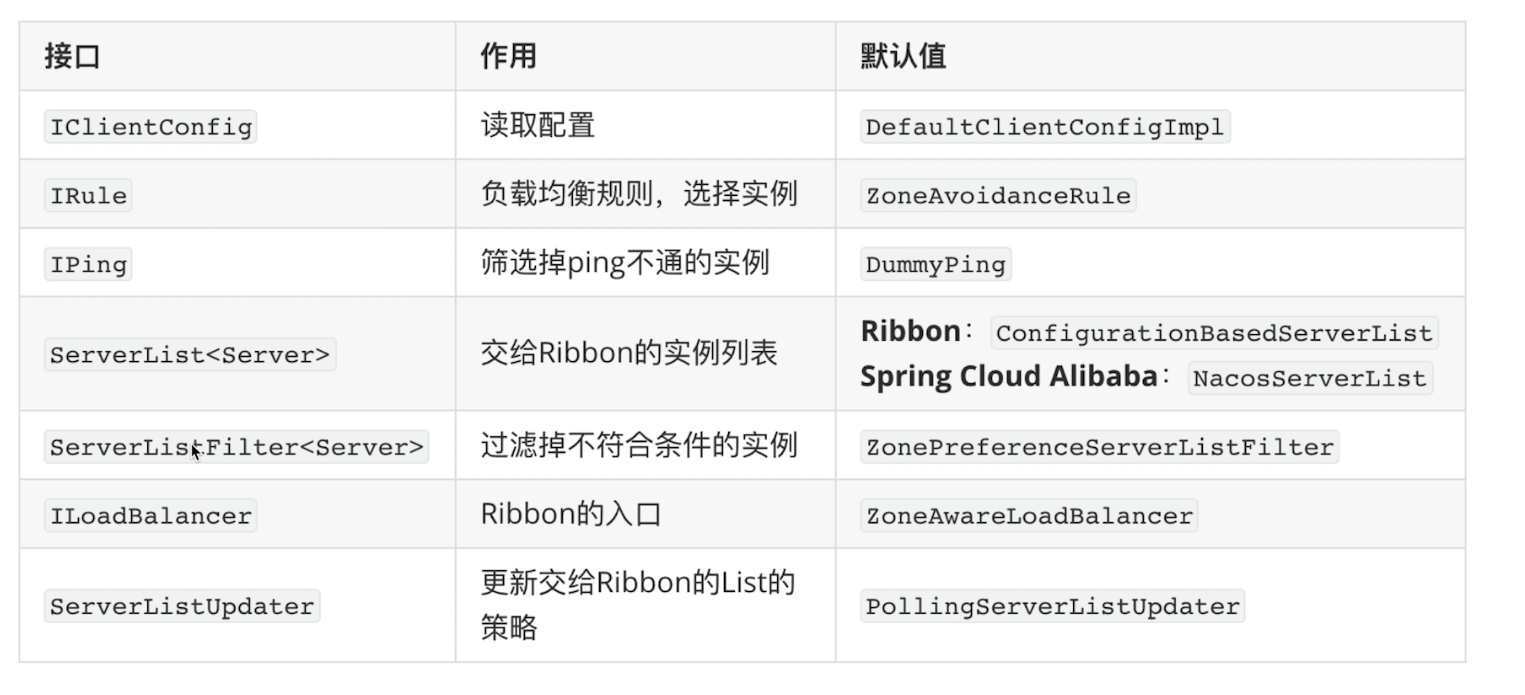 接口 作用 默认值
IClientConfig 读取配置 DefaultClientConfigImpl
IRule 负载均衡规则，选择实例 ZoneAvoidanceRule
IPing 筛选掉ping不通的实例 DummyPing
ServerList<Server> 交给Ribbon的实例列表 Ribbon： ConfigurationBasedServerList
Spring Cloud Alibaba： NacosServerList
ServerListFilter<Server> 过滤掉不符合条件的实例 ZonePreferenceServerListFilter
ILoadBalancer Ribbon的入口 ZoneAwareLoadBalancer
ServerListUpdater 更新交给Ribbon的List的 PollingServerListUpdater
策略